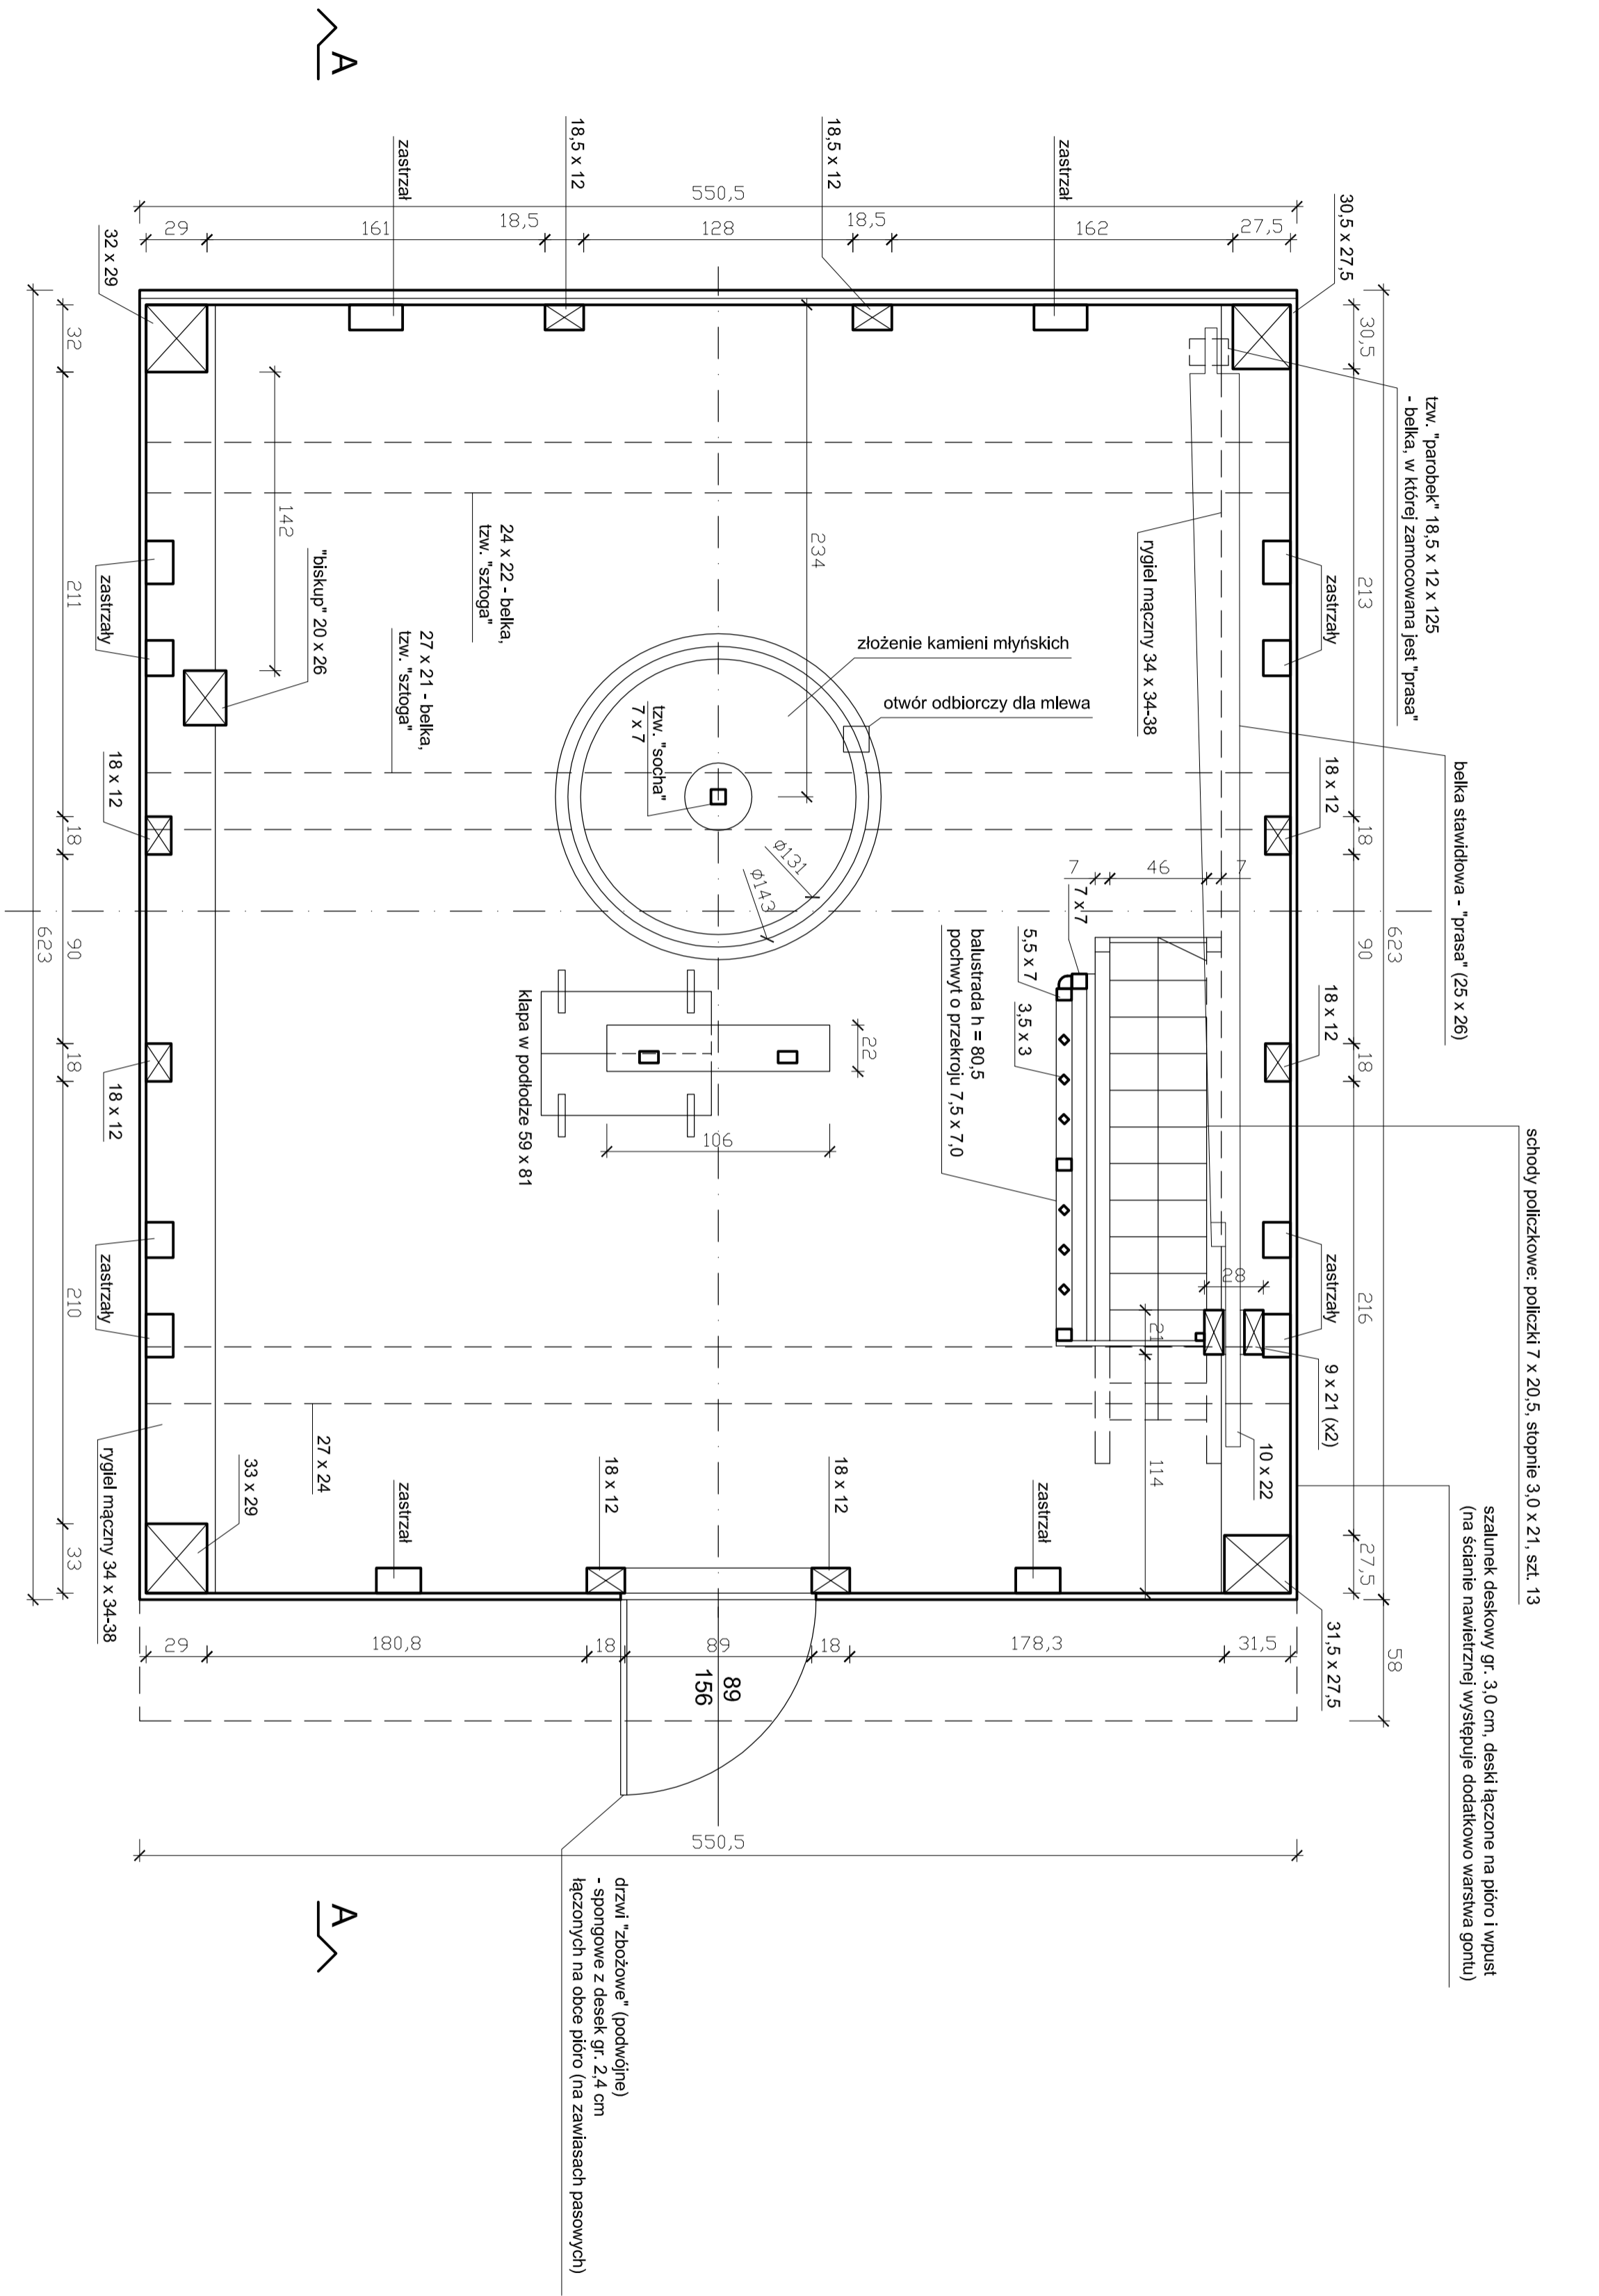 A
A
550,5
29
161
18,5
128
18,5
162
27,5
zastrzał
18,5 x 12
18,5 x 12
zastrzał
30,5 x 27,5
32 x 29
tzw. "parobek" 18,5 x 12 x 125
- belka, w której zamocowana jest "prasa"
belka stawidłowa - "prasa" (25 x 26)
schody policzkowe: policzki 7 x 20,5, stopnie 3,0 x 21, szt. 13
szalunek deskowy gr. 3,0 cm, deski łączone na pióro i wpust
(na ścianie nawietrznej występuje dodatkowo warstwa gontu)
623
58
30,5
213
18
90
18
216
27,5
zastrzały
18 x 12
18 x 12
zastrzały
9 x 21 (x2)
31,5 x 27,5
10 x 22
rygiel mączny 34 x 34-38
234
142
24 x 22 - belka,
tzw. "sztoga"
"biskup" 20 x 26
27 x 21 - belka,
tzw. "sztoga"
złożenie kamieni młyńskich
otwór odbiorczy dla mlewa
tzw. "socha"
7 x 7
ø131
ø143
7
46
7
7 x 7
5,5 x 7
3,5 x 3
balustrada h = 80,5
pochwyt o przekroju 7,5 x 7,0
28
21
114
22
106
klapa w podłodze 59 x 81
27 x 24
33 x 29
zastrzał
18 x 12
18 x 12
zastrzał
rygiel mączny 34 x 34-38
zastrzały
18 x 12
18 x 12
zastrzały
32
211
18
90
18
210
33
623
29
180,8
18
89
18
178,3
31,5
89
156
550,5
drzwi "zbożowe" (podwójne)
- spongowe z desek gr. 2,4 cm
łączonych na obce pióro (na zawiasach pasowych)